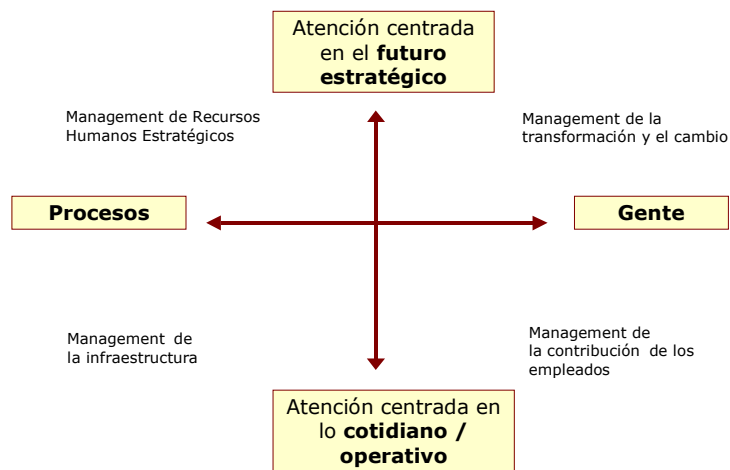 Atención centrada
en el futuro
estratégico
Management de Recursos
Humanos Estratégicos
Management de la
transformación y el cambio
Procesos
Gente
Management de
la infraestructura
Management de
la contribución de los
empleados
Atención centrada en
lo cotidiano /
operativo